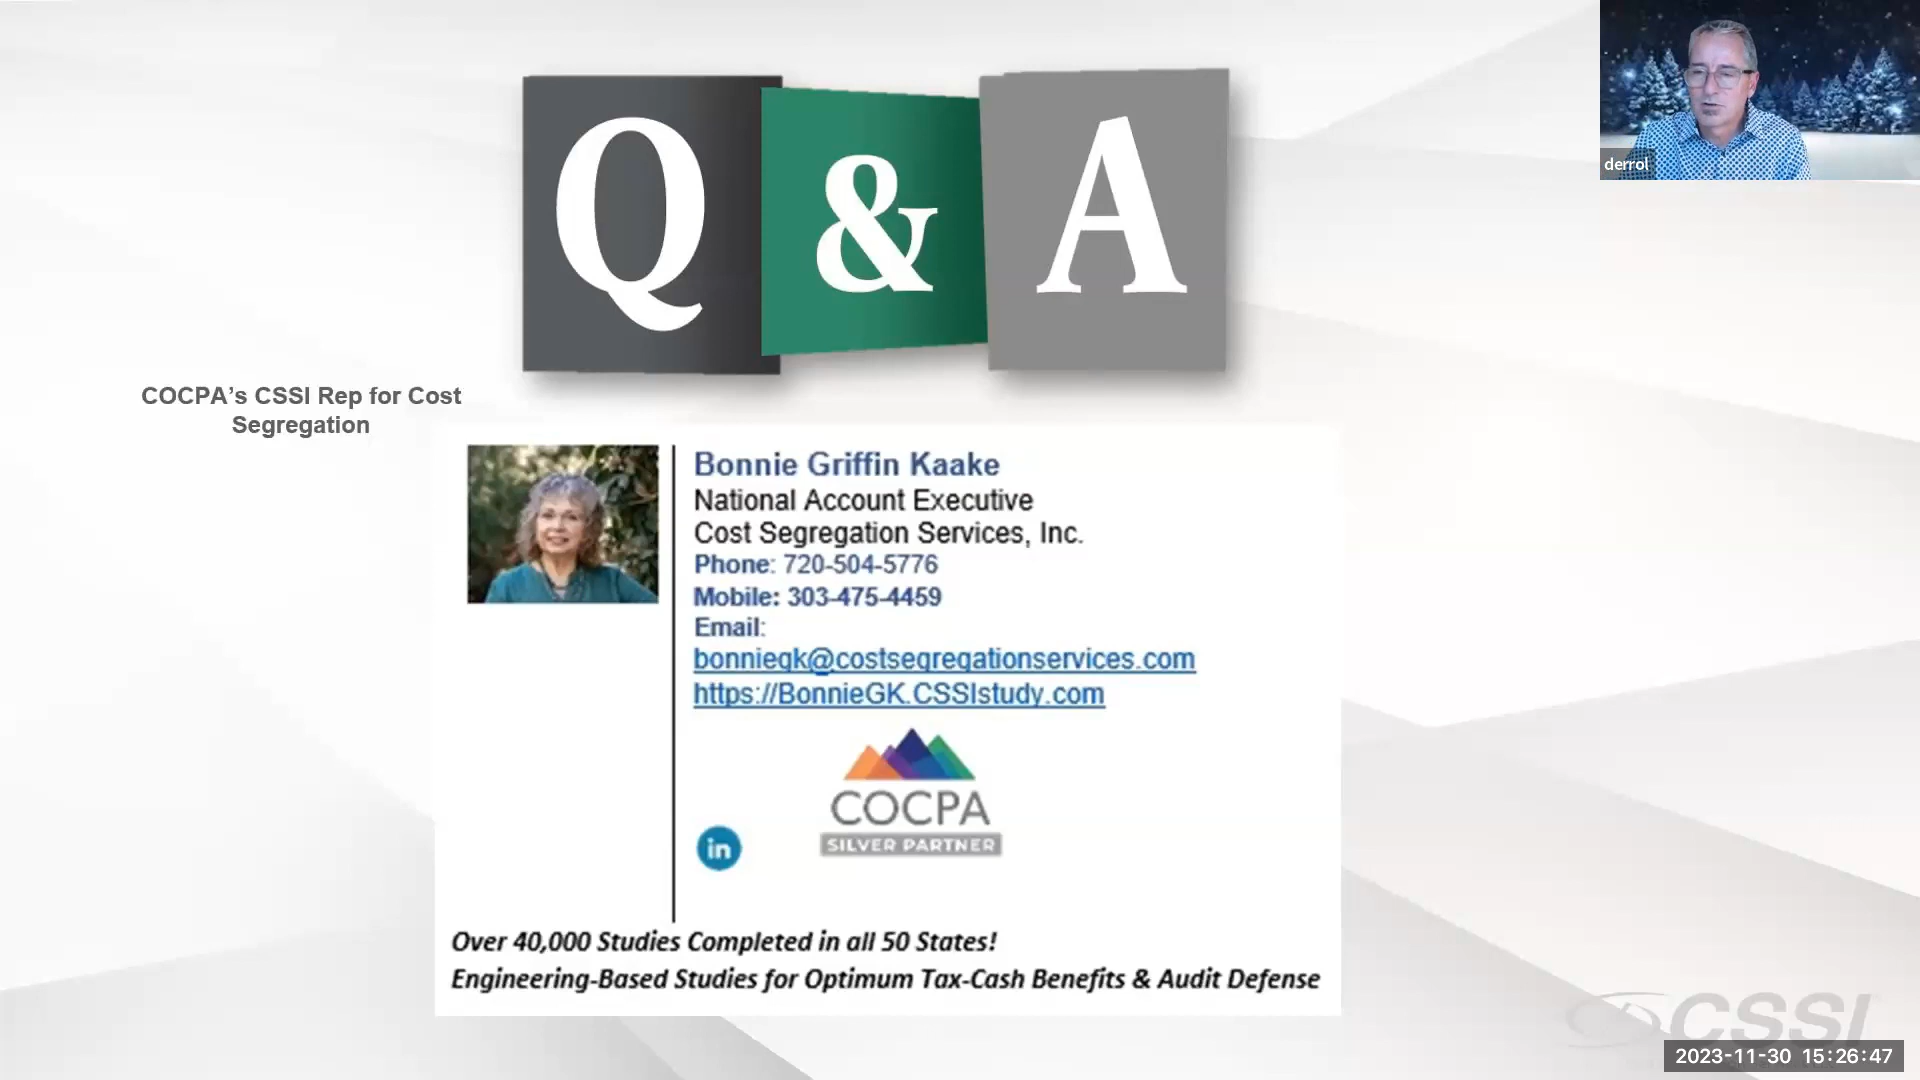 Q & A
derrol
COCPA’s CSSI Rep for Cost
Segregation
Bonnie Griffin Kaake
National Account Executive
Cost Segregation Services, Inc.
Phone: 720-504-5776
Mobile: 303-475-4459
Email:
bonniegk@costsegregationservices.com
https://BonnieGK.CSSIstudy.com
COCPA
SILVER PARTNER
in
Over 40,000 Studies Completed in all 50 States!
Engineering-Based Studies for Optimum Tax-Cash Benefits & Audit Defense
CSSI
2023-11-30 15:26:47